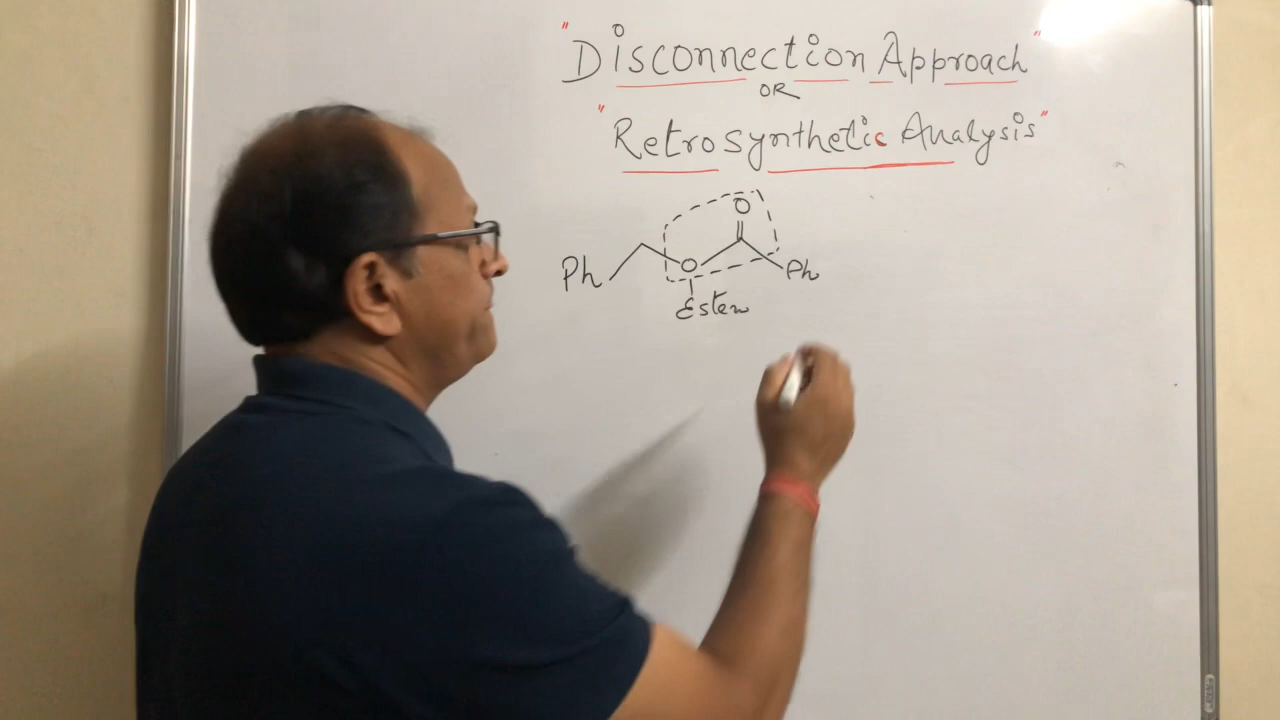 "Disconnection Approach"
OR
"Retrosynthetic Analysis"
O
Ph O Ph
Ester